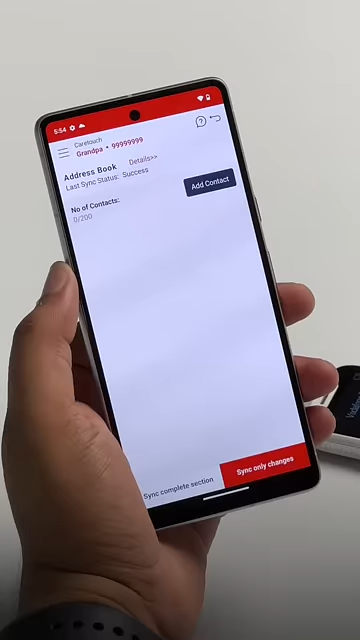 5:54
Caretouch
Grandpa • 99999999
Address Book Details>>
Last Sync Status: Success
Add Contact
No of Contacts:
0/200
Sync complete section
Sync only changes